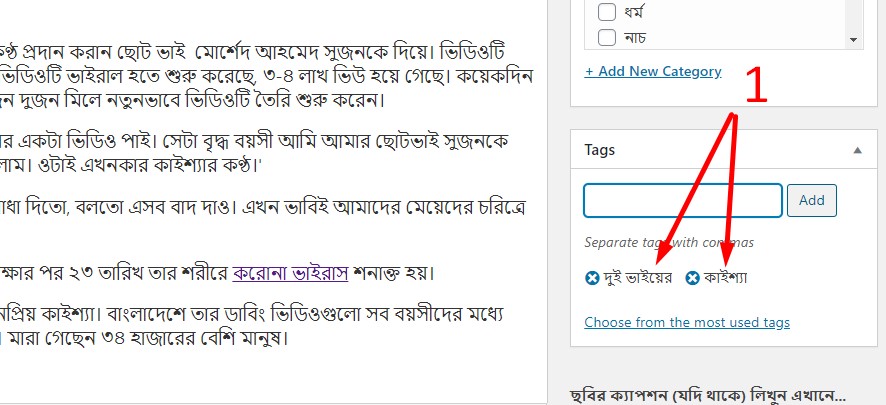 ধর্ম
নাচ
+ Add New Category
1
কণ্ঠ প্রদান করান ছোট ভাই মোর্শেদ আহমেদ সুজনকে দিয়ে। ভিডিওটি
ভিডিওটি ভাইরাল হতে শুরু করেছে, ৩-৪ লাখ ভিউ হয়ে গেছে। কয়েকদিন
দুজন মিলে নতুনভাবে ভিডিওটি তৈরি শুরু করেন।
র একটা ভিডিও পাই। সেটা বৃদ্ধ বয়সী আমি আমার ছোটভাই সুজনকে
লাম। ওটাই এখনকার কাইশ্যার কণ্ঠ।'
াধা দিতো, বলতো এসব বাদ দাও। এখন ভাবিই আমাদের মেয়েদের চরিত্রে
ক্ষার পর ২৩ তারিখ তার শরীরে করোনা ভাইরাস শনাক্ত হয়।
নপ্রিয় কাইশ্যা। বাংলাদেশে তার ডাবিং ভিডিওগুলো সব বয়সীদের মধ্যে
। মারা গেছেন ৩৪ হাজারের বেশি মানুষ।
Tags
Add
Separate tags with commas
দুই ভাইয়ের কাইশ্যা
Choose from the most used tags
ছবির ক্যাপশন (যদি থাকে) লিখুন এখানে...